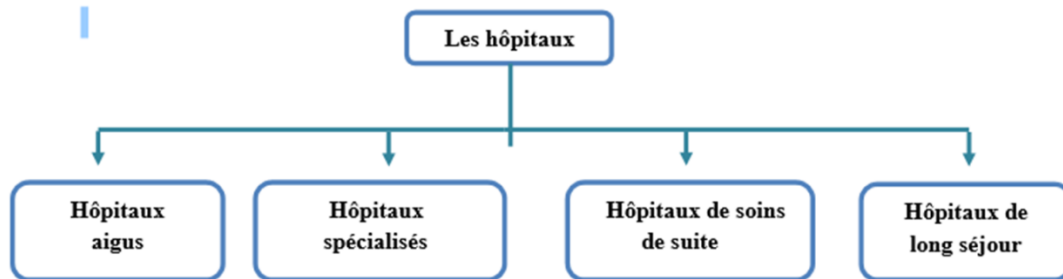 Les hôpitaux
Hôpitaux
aigus
Hôpitaux
spécialisés
Hôpitaux de soins
de suite
Hôpitaux de
long séjour